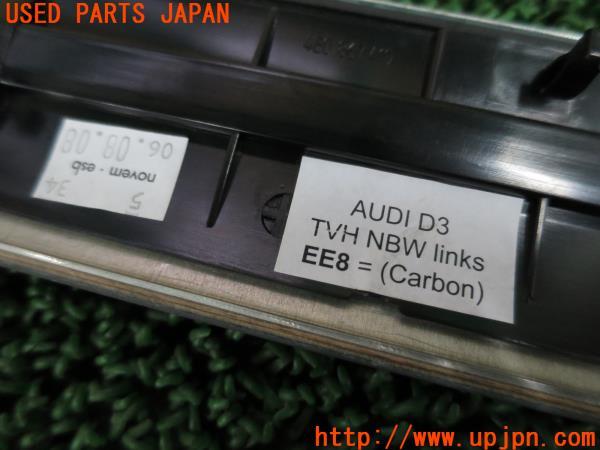 USED PARTS JAPAN
06.08.08
novem - esb
5 34
AUDI D3
TVH NBW links
EE8 = (Carbon)
http://www.upjpn.com